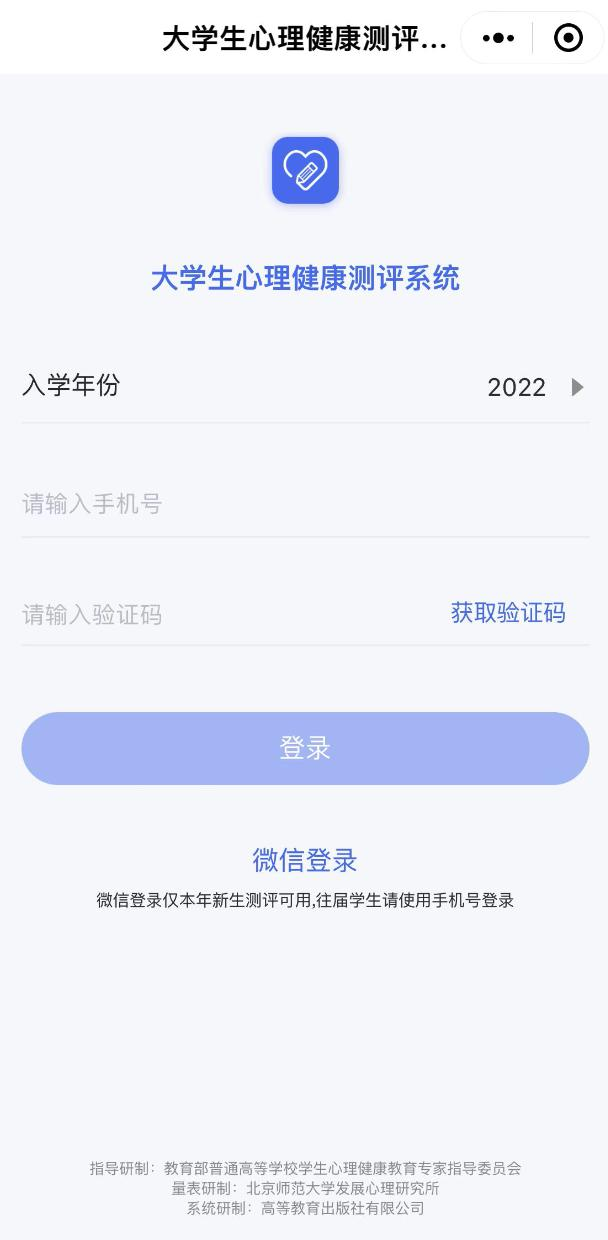 大学生心理健康测评...
大学生心理健康测评系统
入学年份 2022
请输入手机号
请输入验证码 获取验证码
登录
微信登录
微信登录仅本年新生测评可用,往届学生请使用手机号登录
指导研制：教育部普通高等学校学生心理健康教育专家指导委员会
量表研制：北京师范大学发展心理研究所
系统研制：高等教育出版社有限公司